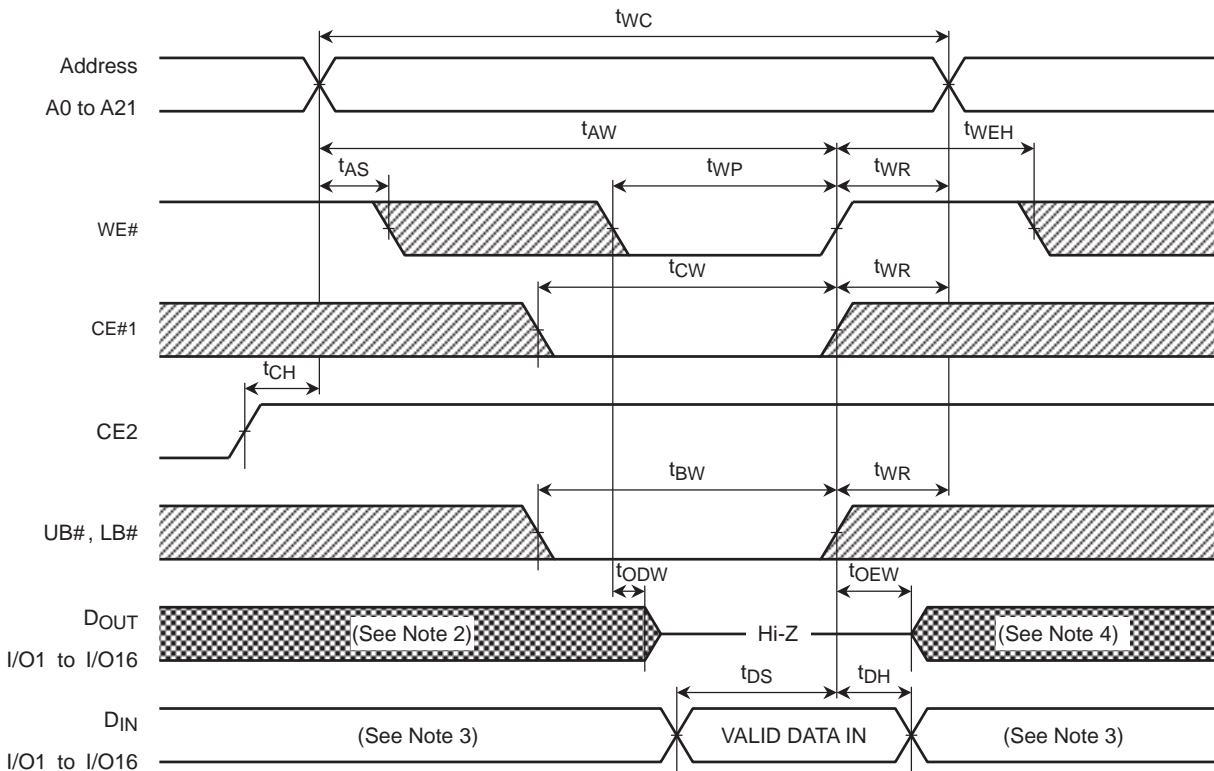 tWC
Address
A0 to A21
tAW
tWEH
tAS
tWP
tWR
WE#
tCW
tWR
CE#1
tCH
CE2
tBW
tWR
UB# , LB#
tODW
tOEW
DOUT
(See Note 2)
Hi-Z
(See Note 4)
I/O1 to I/O16
tDS
tDH
DIN
(See Note 3)
VALID DATA IN
(See Note 3)
I/O1 to I/O16